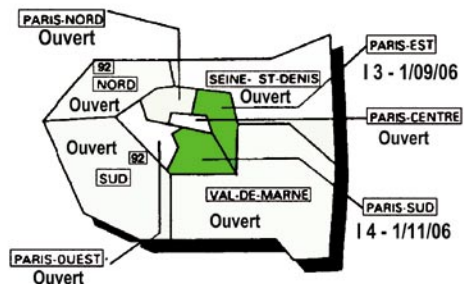 PARIS-NORD
Ouvert
92
NORD
Ouvert
SEINE- ST-DENIS
Ouvert
PARIS-EST
I 3 - 1/09/06
PARIS-CENTRE
Ouvert
Ouvert
92
SUD
VAL-DE-MARNE
Ouvert
PARIS-SUD
I 4 - 1/11/06
PARIS-OUEST
Ouvert